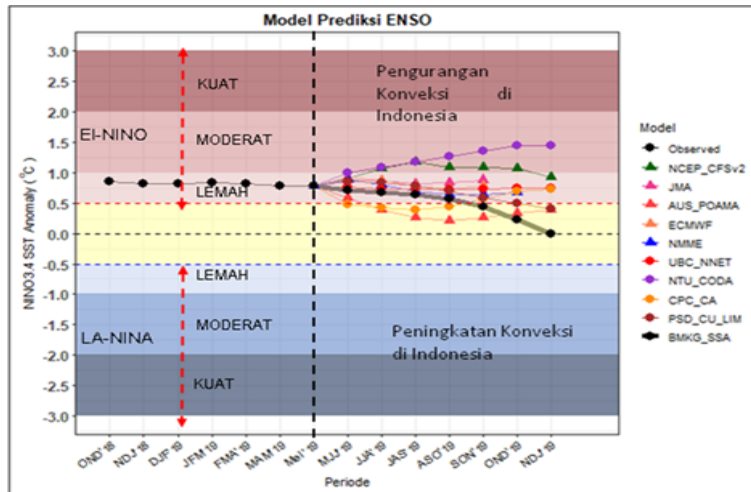 Model Prediksi ENSO
NINO3.4 SST Anomaly (°C)
3.0
2.5
2.0
1.5
1.0
0.5
0.0
-0.5
-1.0
-1.5
-2.0
-2.5
-3.0
KUAT
EI-NINO
MODERAT
LEMAH
Pengurangan
Konveksi di
Indonesia
LEMAH
LA-NINA
MODERAT
KUAT
Peningkatan Konveksi
di Indonesia
OND' 18
NDJ 18
DJF' 19
JFM 19
FMA' 19
MAM 19
Mei' 19
MJJ 19
JJA' 19
JAS' 19
ASO' 19
SON' 19
OND' 19
NDJ 19
Periode
Model
Observed
NCEP_CFSv2
JMA
AUS_POAMA
ECMWF
NMME
UBC_NNET
NTU_CODA
CPC_CA
PSD_CU_LIM
BMKG_SSA